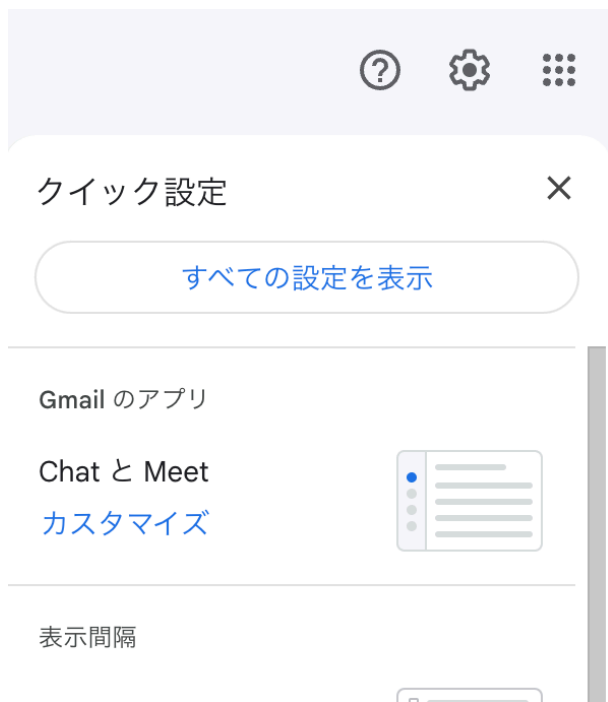 クイック設定
すべての設定を表示
Gmail のアプリ
Chat と Meet
カスタマイズ
表示間隔